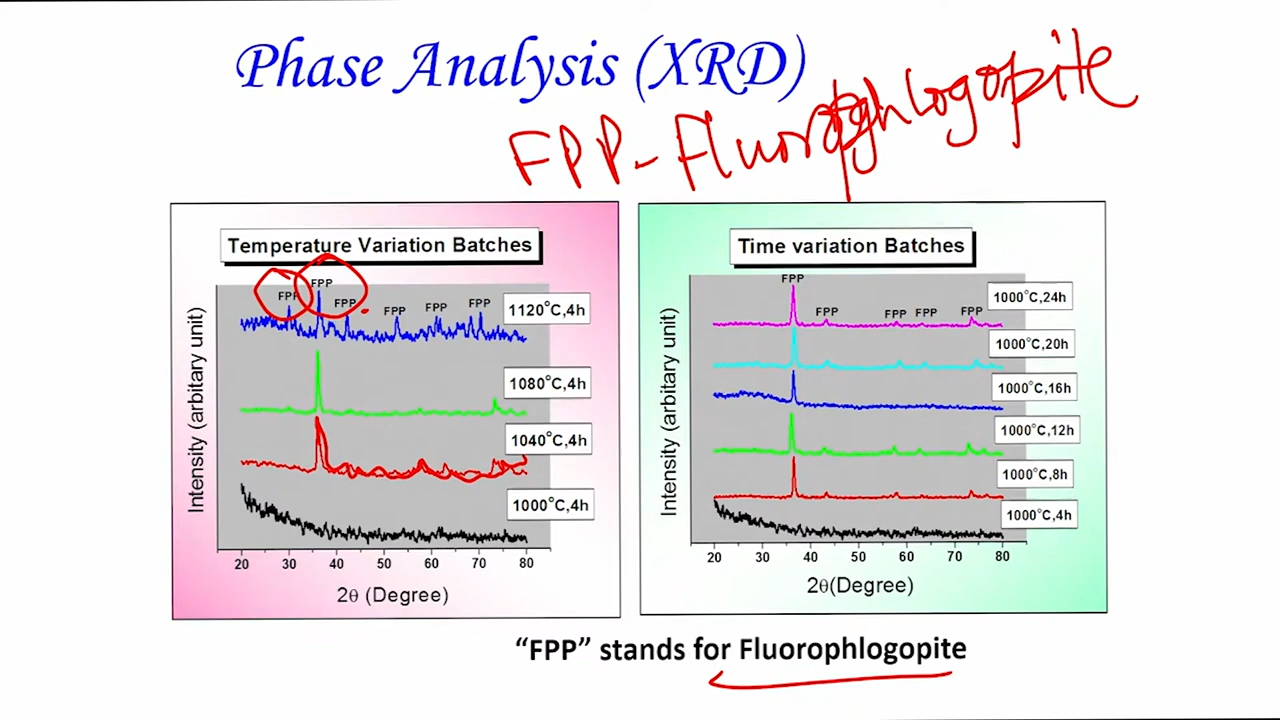 Phase Analysis (XRD)
FPP-Fluorophlogopite
Temperature Variation Batches
FPP
FPP
FPP
FPP
FPP
FPP
1120°C,4h
1080°C,4h
1040°C,4h
1000°C,4h
Intensity (arbitary unit)
20 30 40 50 60 70 80
2θ (Degree)
Time variation Batches
FPP
FPP
FPP
FPP
FPP
1000°C,24h
1000°C,20h
1000°C,16h
1000°C,12h
1000°C,8h
1000°C,4h
Intensity (arbitary unit)
20 30 40 50 60 70 80
2θ(Degree)
“FPP” stands for Fluorophlogopite